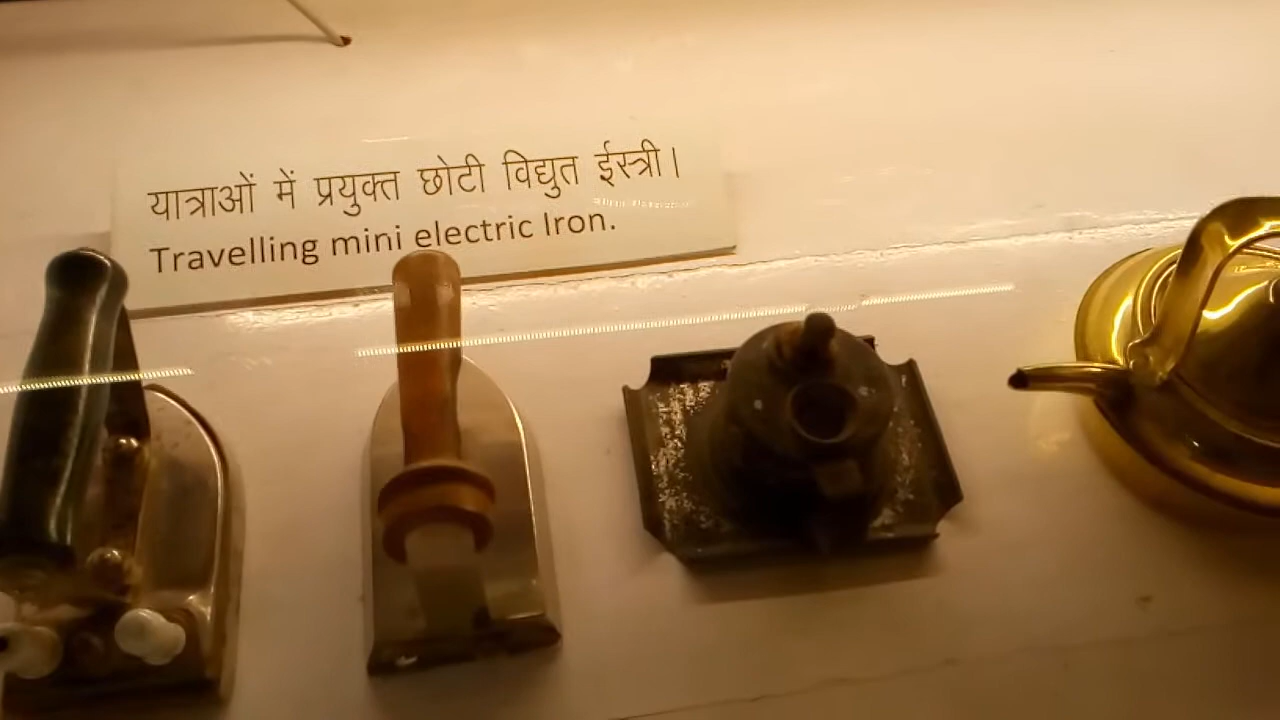 यात्राओं में प्रयुक्त छोटी विद्युत ईस्त्री।
Travelling mini electric Iron.